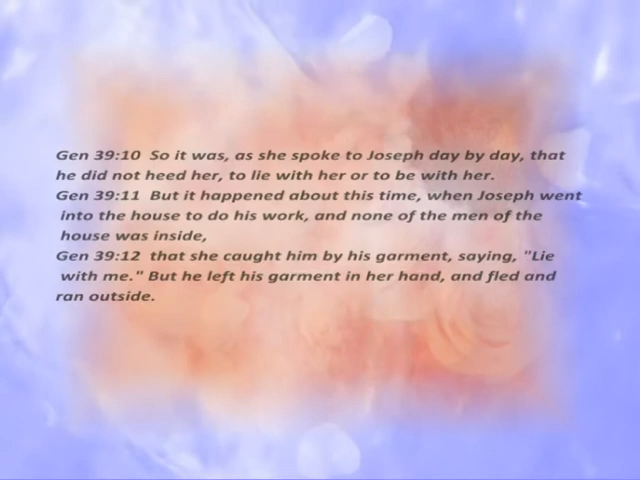 Gen 39:10  So it was, as she spoke to Joseph day by day, that
he did not heed her, to lie with her or to be with her.
Gen 39:11  But it happened about this time, when Joseph went
into the house to do his work, and none of the men of the
house was inside,
Gen 39:12  that she caught him by his garment, saying, "Lie
with me." But he left his garment in her hand, and fled and
ran outside.